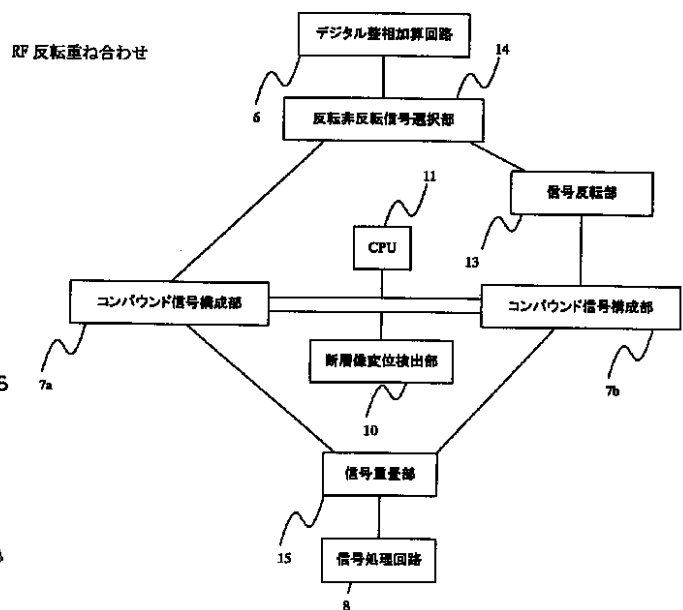 デジタル整相加算回路
RF 反転重ね合わせ
14
6
反転非反転信号選択部
11
信号反転部
CPU
13
コンパウンド信号構成部
コンパウンド信号構成部
7a
断層像変位検出部
7b
10
信号重畳部
15
信号処理回路
8